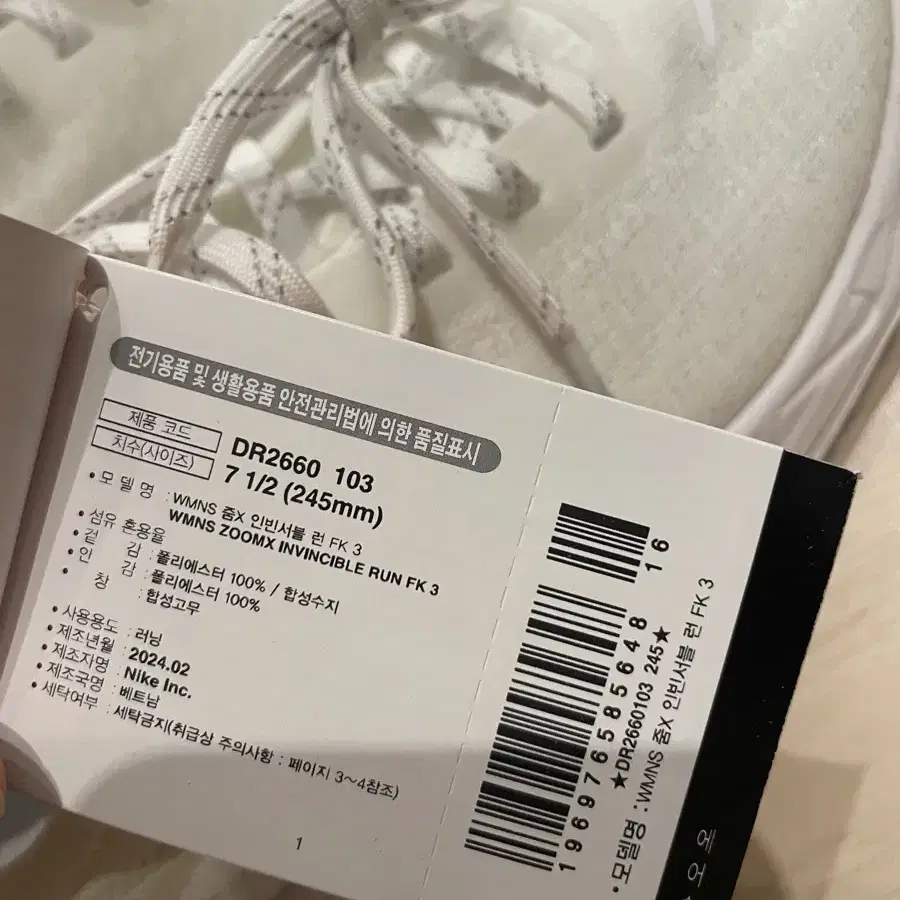 전기용품 및 생활용품 안전관리법에 의한 품질표시
제품 코드 DR2660 103
치수(사이즈) 7 1/2 (245mm)
• 모 델 명 : WMNS 줌X 인빈서블 런 FK 3
WMNS ZOOMX INVINCIBLE RUN FK 3
• 섬유 혼용율
• 겉 감 : 폴리에스터 100% / 합성수지
• 안 감 : 폴리에스터 100%
• 창 : 합성고무
• 사용용도 : 러닝
• 제조년월 : 2024.02
• 제조자명 : Nike Inc.
• 제조국명 : 베트남
• 세탁여부 : 세탁금지(취급상 주의사항 : 페이지 3~4참조)
1
196976585648 16
★DR2660103 245★
• 모델명 : WMNS 줌X 인빈서블 런 FK 3